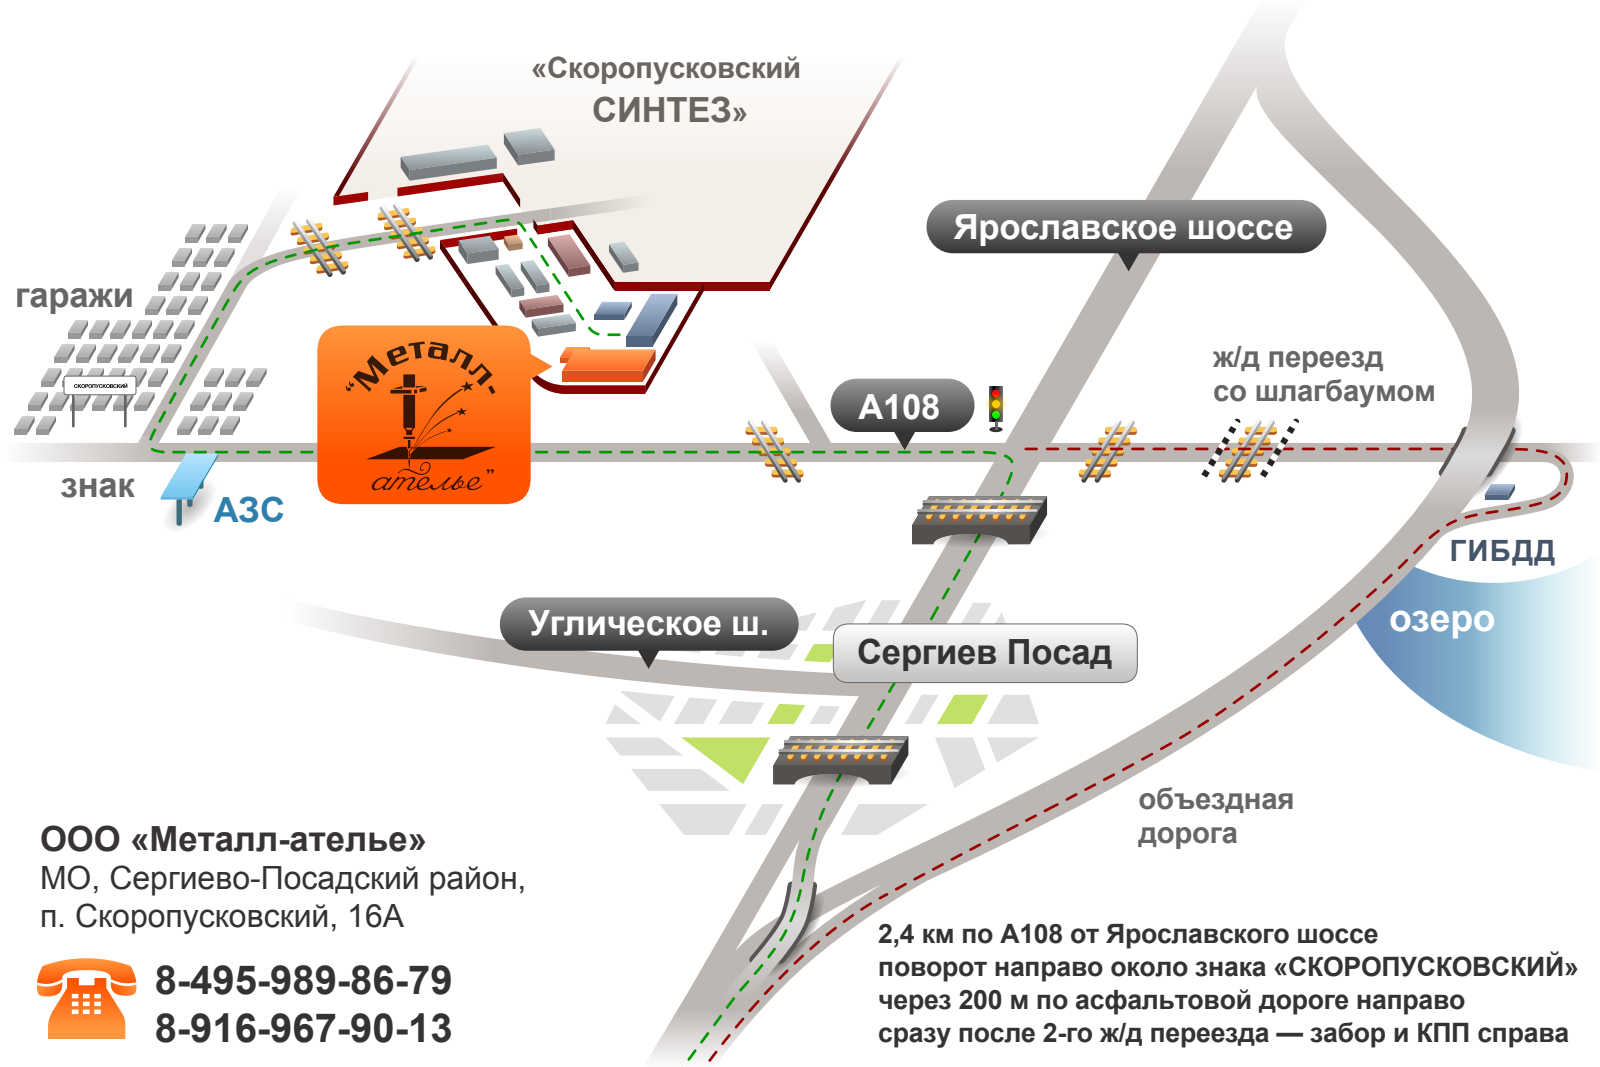 «Скоропусковский
СИНТЕЗ»
Ярославское шоссе
гаражи
ж/д переезд
со шлагбаумом
СКОРОПУСКОВСКИЙ
"Металл-
ателье"
А108
знак
АЗС
ГИБДД
озеро
Углическое ш.
Сергиев Посад
объездная
дорога
ООО «Металл-ателье»
МО, Сергиево-Посадский район,
п. Скоропусковский, 16А
8-495-989-86-79
8-916-967-90-13
2,4 км по А108 от Ярославского шоссе
поворот направо около знака «СКОРОПУСКОВСКИЙ»
через 200 м по асфальтовой дороге направо
сразу после 2-го ж/д переезда — забор и КПП справа